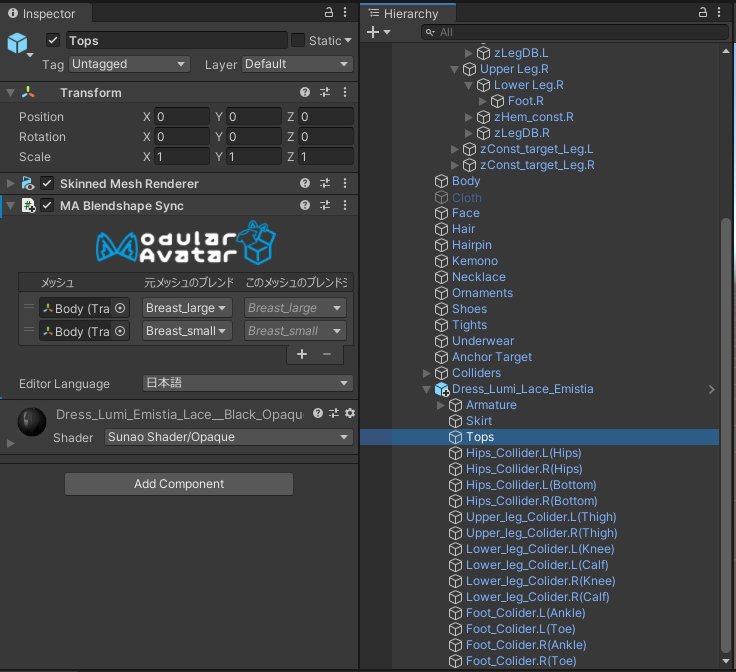 Inspector
Tops
Static
Tag Untagged Layer Default
Transform
Position X 0 Y 0 Z 0
Rotation X 0 Y 0 Z 0
Scale X 1 Y 1 Z 1
Skinned Mesh Renderer
MA Blendshape Sync
Modular
Avatar
メッシュ 元メッシュのブレンド このメッシュのブレンドシ
Body (Tra Breast_large Breast_large
Body (Tra Breast_small Breast_small
+ −
Editor Language 日本語
Dress_Lumi_Emistia_Lace__Black_Opaqu
Shader Sunao Shader/Opaque
Add Component
Hierarchy
All
zLegDB.L
Upper Leg.R
Lower Leg.R
Foot.R
zHem_const.R
zLegDB.R
zConst_target_Leg.L
zConst_target_Leg.R
Body
Cloth
Face
Hair
Hairpin
Kemono
Necklace
Ornaments
Shoes
Tights
Underwear
Anchor Target
Colliders
Dress_Lumi_Lace_Emistia
Armature
Skirt
Tops
Hips_Collider.L(Hips)
Hips_Collider.R(Hips)
Hips_Collider.L(Bottom)
Hips_Collider.R(Bottom)
Upper_leg_Colider.L(Thigh)
Upper_leg_Colider.R(Thigh)
Lower_leg_Colider.L(Knee)
Lower_leg_Colider.L(Calf)
Lower_leg_Colider.R(Knee)
Lower_leg_Colider.R(Calf)
Foot_Colider.L(Ankle)
Foot_Colider.L(Toe)
Foot_Colider.R(Ankle)
Foot_Colider.R(Toe)